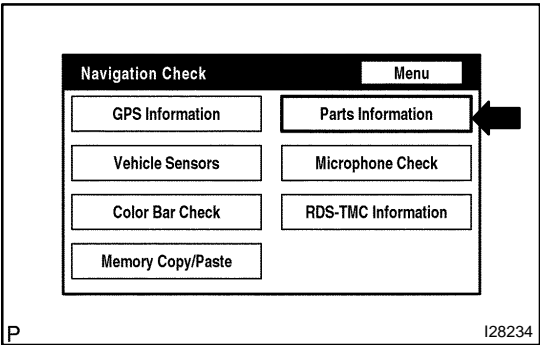 Navigation Check Menu
GPS Information Parts Information
Vehicle Sensors Microphone Check
Color Bar Check RDS-TMC Information
Memory Copy/Paste
P I28234